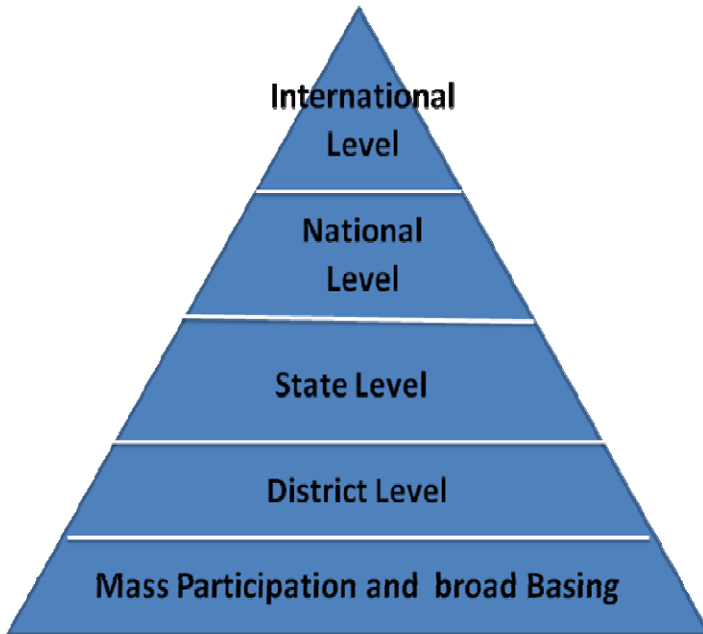 International
Level
National
Level
State Level
District Level
Mass Participation and broad Basing